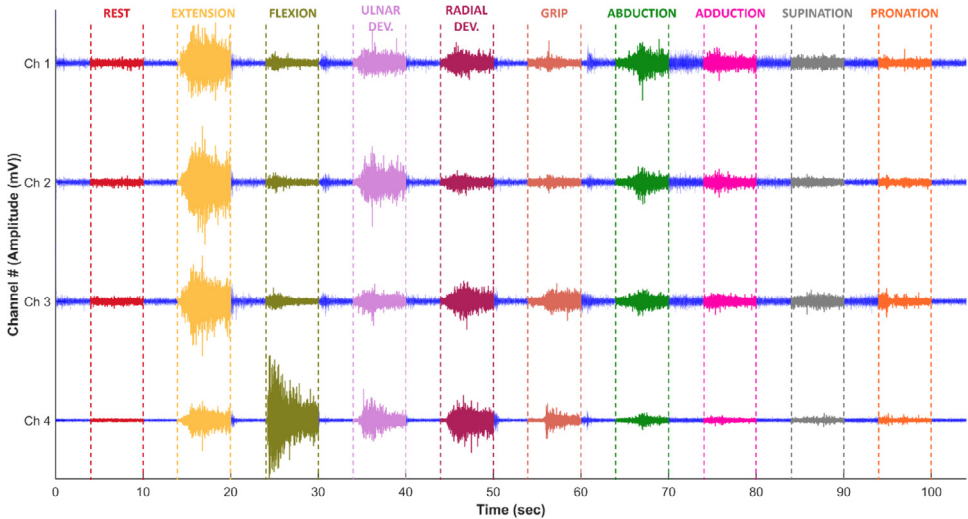 REST
EXTENSION
FLEXION
ULNAR
DEV.
RADIAL
DEV.
GRIP
ABDUCTION
ADDUCTION
SUPINATION
PRONATION
Channel # (Amplitude (mV))
Ch 1
Ch 2
Ch 3
Ch 4
0 10 20 30 40 50 60 70 80 90 100
Time (sec)